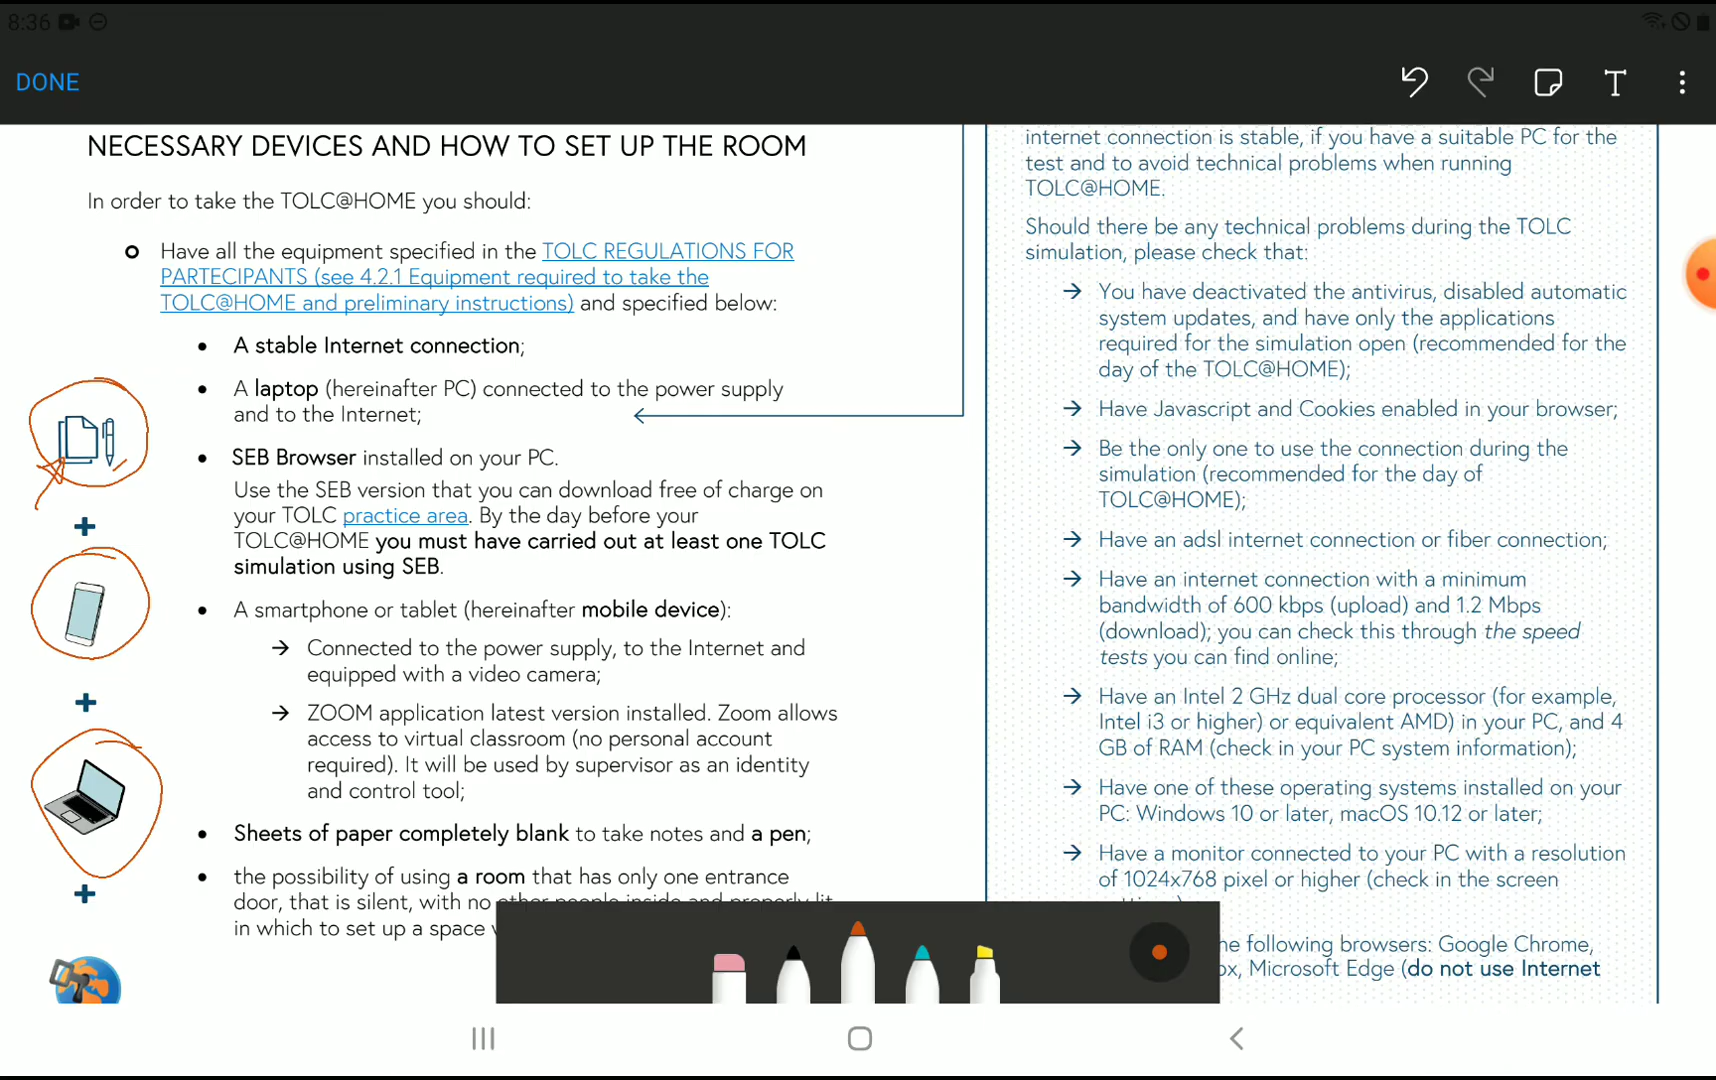 8:36
DONE
T
NECESSARY DEVICES AND HOW TO SET UP THE ROOM
In order to take the TOLC@HOME you should:
Have all the equipment specified in the TOLC REGULATIONS FOR
PARTECIPANTS (see 4.2.1 Equipment required to take the
TOLC@HOME and preliminary instructions) and specified below:
• A stable Internet connection;
• A laptop (hereinafter PC) connected to the power supply
and to the Internet;
• SEB Browser installed on your PC.
Use the SEB version that you can download free of charge on
your TOLC practice area. By the day before your
TOLC@HOME you must have carried out at least one TOLC
simulation using SEB.
• A smartphone or tablet (hereinafter mobile device):
→ Connected to the power supply, to the Internet and
equipped with a video camera;
→ ZOOM application latest version installed. Zoom allows
access to virtual classroom (no personal account
required). It will be used by supervisor as an identity
and control tool;
• Sheets of paper completely blank to take notes and a pen;
• the possibility of using a room that has only one entrance
door, that is silent, with no other people inside and properly lit
in which to set up a space
internet connection is stable, if you have a suitable PC for the
test and to avoid technical problems when running
TOLC@HOME.
Should there be any technical problems during the TOLC
simulation, please check that:
→ You have deactivated the antivirus, disabled automatic
system updates, and have only the applications
required for the simulation open (recommended for the
day of the TOLC@HOME);
→ Have Javascript and Cookies enabled in your browser;
→ Be the only one to use the connection during the
simulation (recommended for the day of
TOLC@HOME);
→ Have an adsl internet connection or fiber connection;
→ Have an internet connection with a minimum
bandwidth of 600 kbps (upload) and 1.2 Mbps
(download); you can check this through the speed
tests you can find online;
→ Have an Intel 2 GHz dual core processor (for example,
Intel i3 or higher) or equivalent AMD) in your PC, and 4
GB of RAM (check in your PC system information);
→ Have one of these operating systems installed on your
PC: Windows 10 or later, macOS 10.12 or later;
→ Have a monitor connected to your PC with a resolution
of 1024x768 pixel or higher (check in the screen
he following browsers: Google Chrome,
ox, Microsoft Edge (do not use Internet